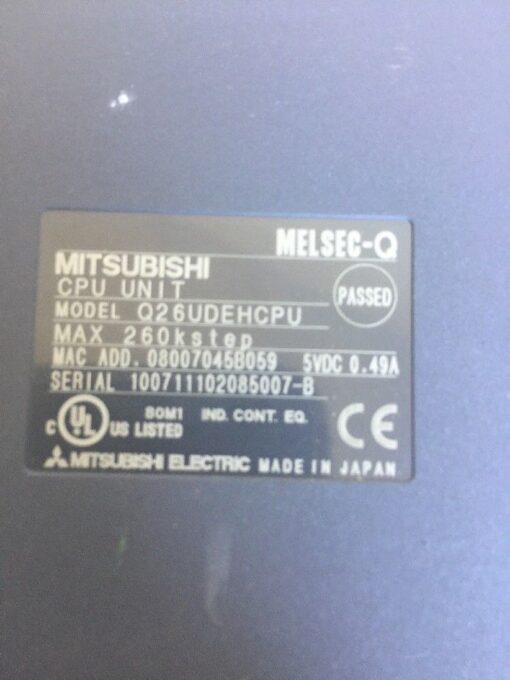 MELSEC-Q
MITSUBISHI
CPU UNIT
PASSED
MODEL Q26UDEHCPU
MAX 260kstep
MAC ADD. 08007045B059 5VDC 0.49A
SERIAL 100711102085007-B
C UL US LISTED 80M1 IND. CONT. EQ. CE
MITSUBISHI ELECTRIC MADE IN JAPAN